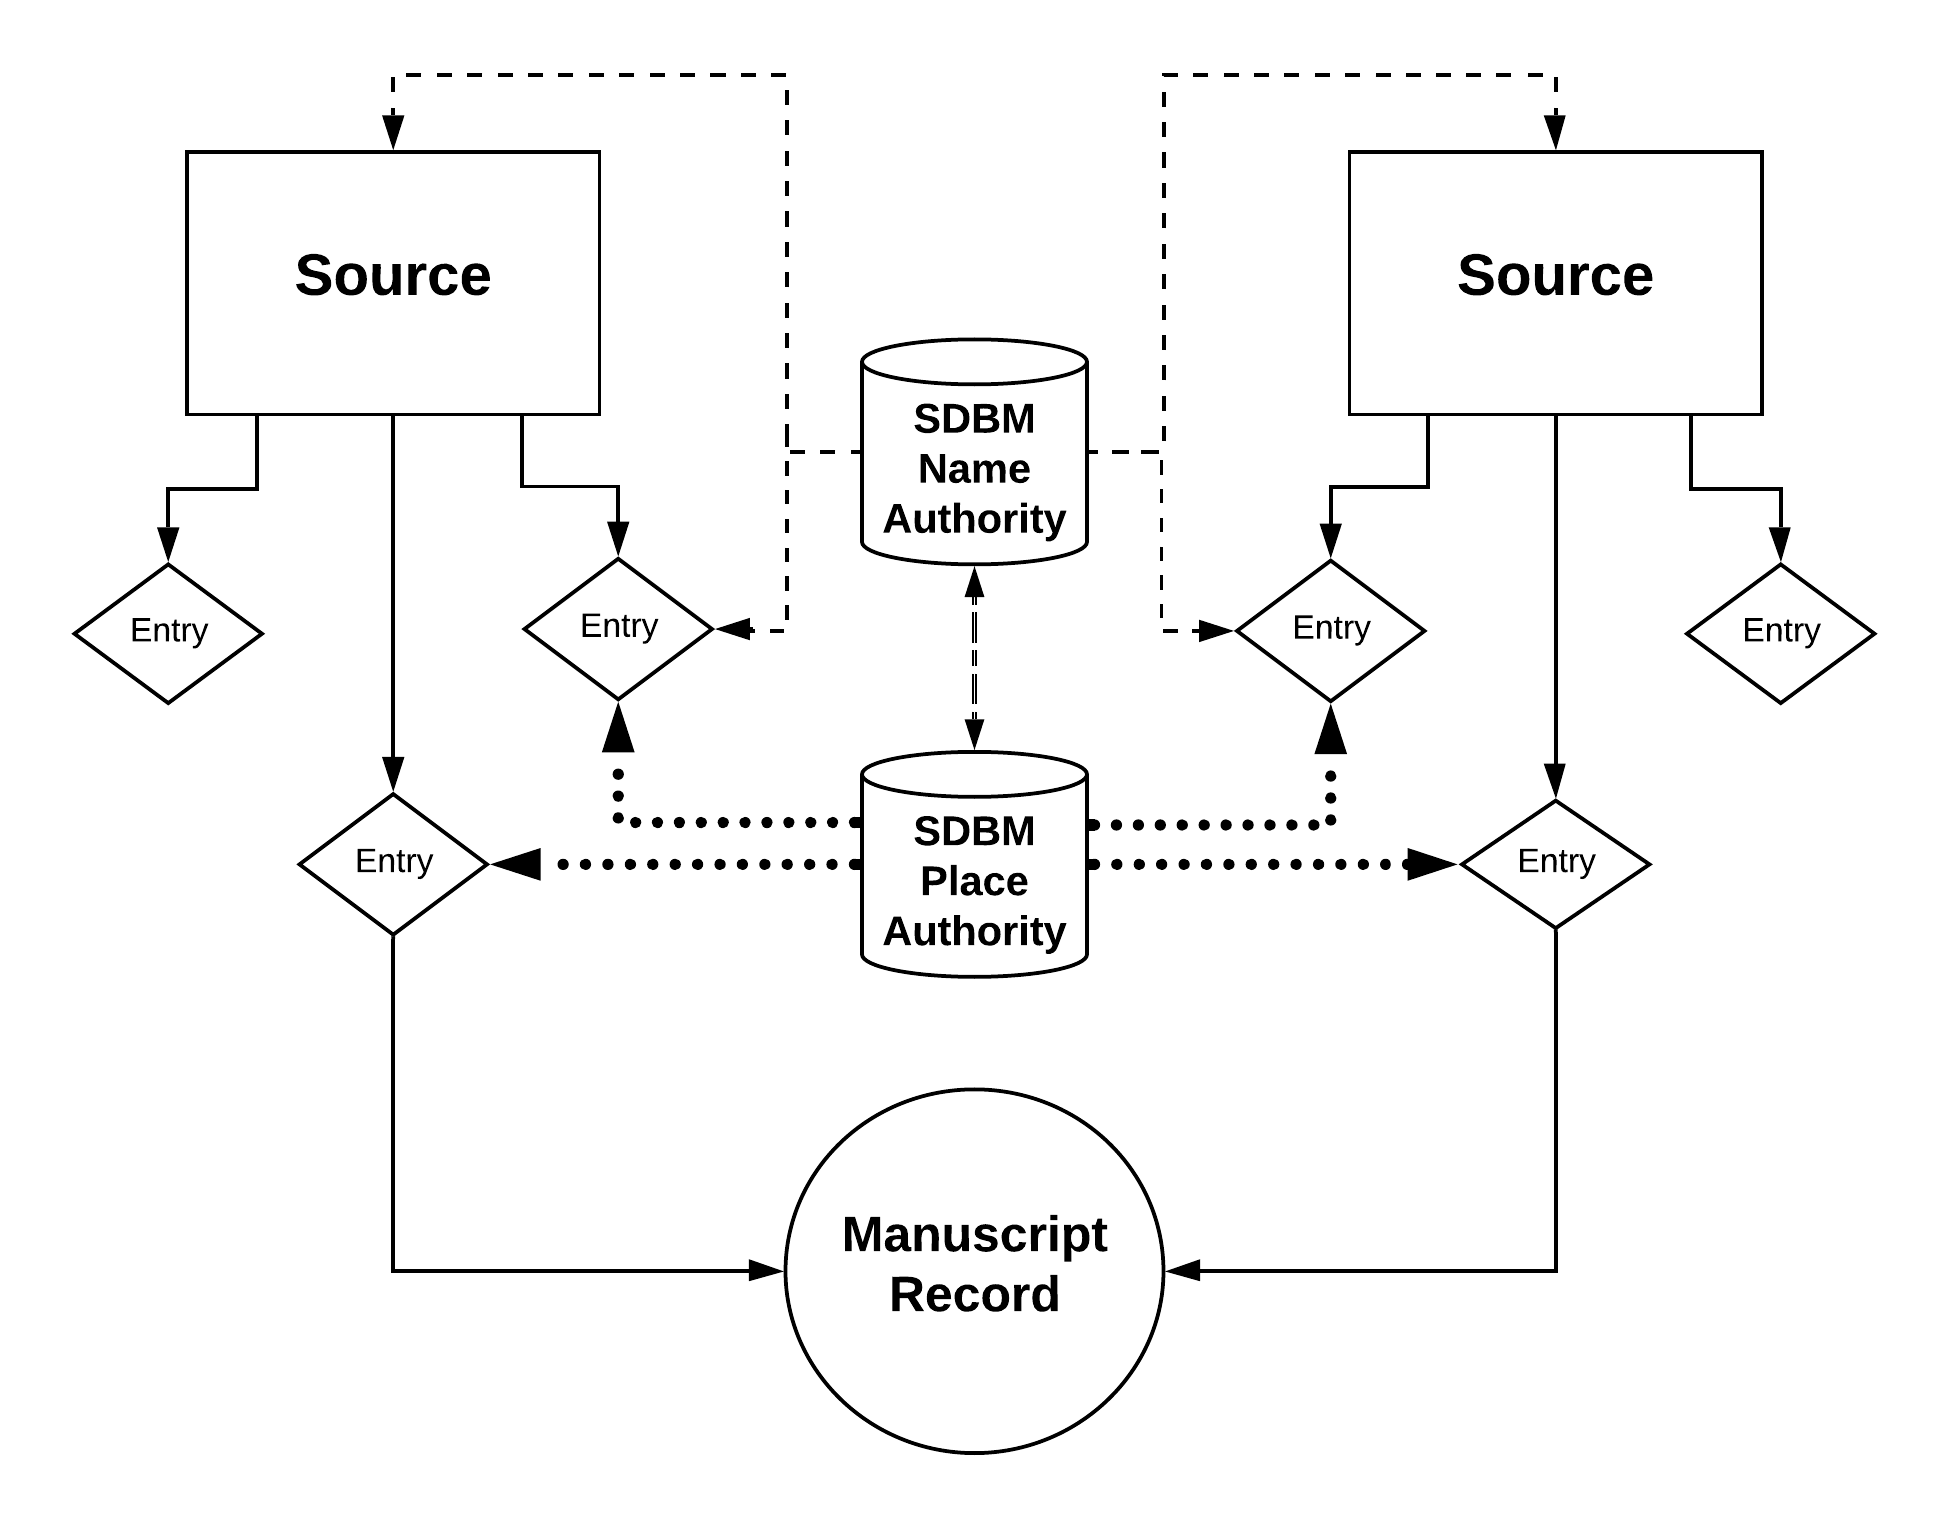 Source
Source
SDBM
Name
Authority
Entry
Entry
Entry
Entry
SDBM
Place
Authority
Entry
Entry
Manuscript
Record